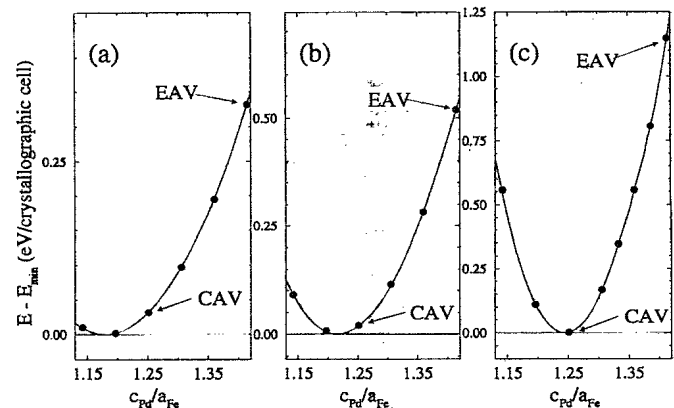 E - E_min (eV/crystallographic cell)
(a)
EAV
CAV
0.25
0.00
1.15 1.25 1.35
c_Pd/a_Fe
(b)
EAV
CAV
0.50
0.25
0.00
1.15 1.25 1.35
c_Pd/a_Fe
(c)
EAV
CAV
1.25
1.00
0.75
0.50
0.25
0.00
1.15 1.25 1.35
c_Pd/a_Fe